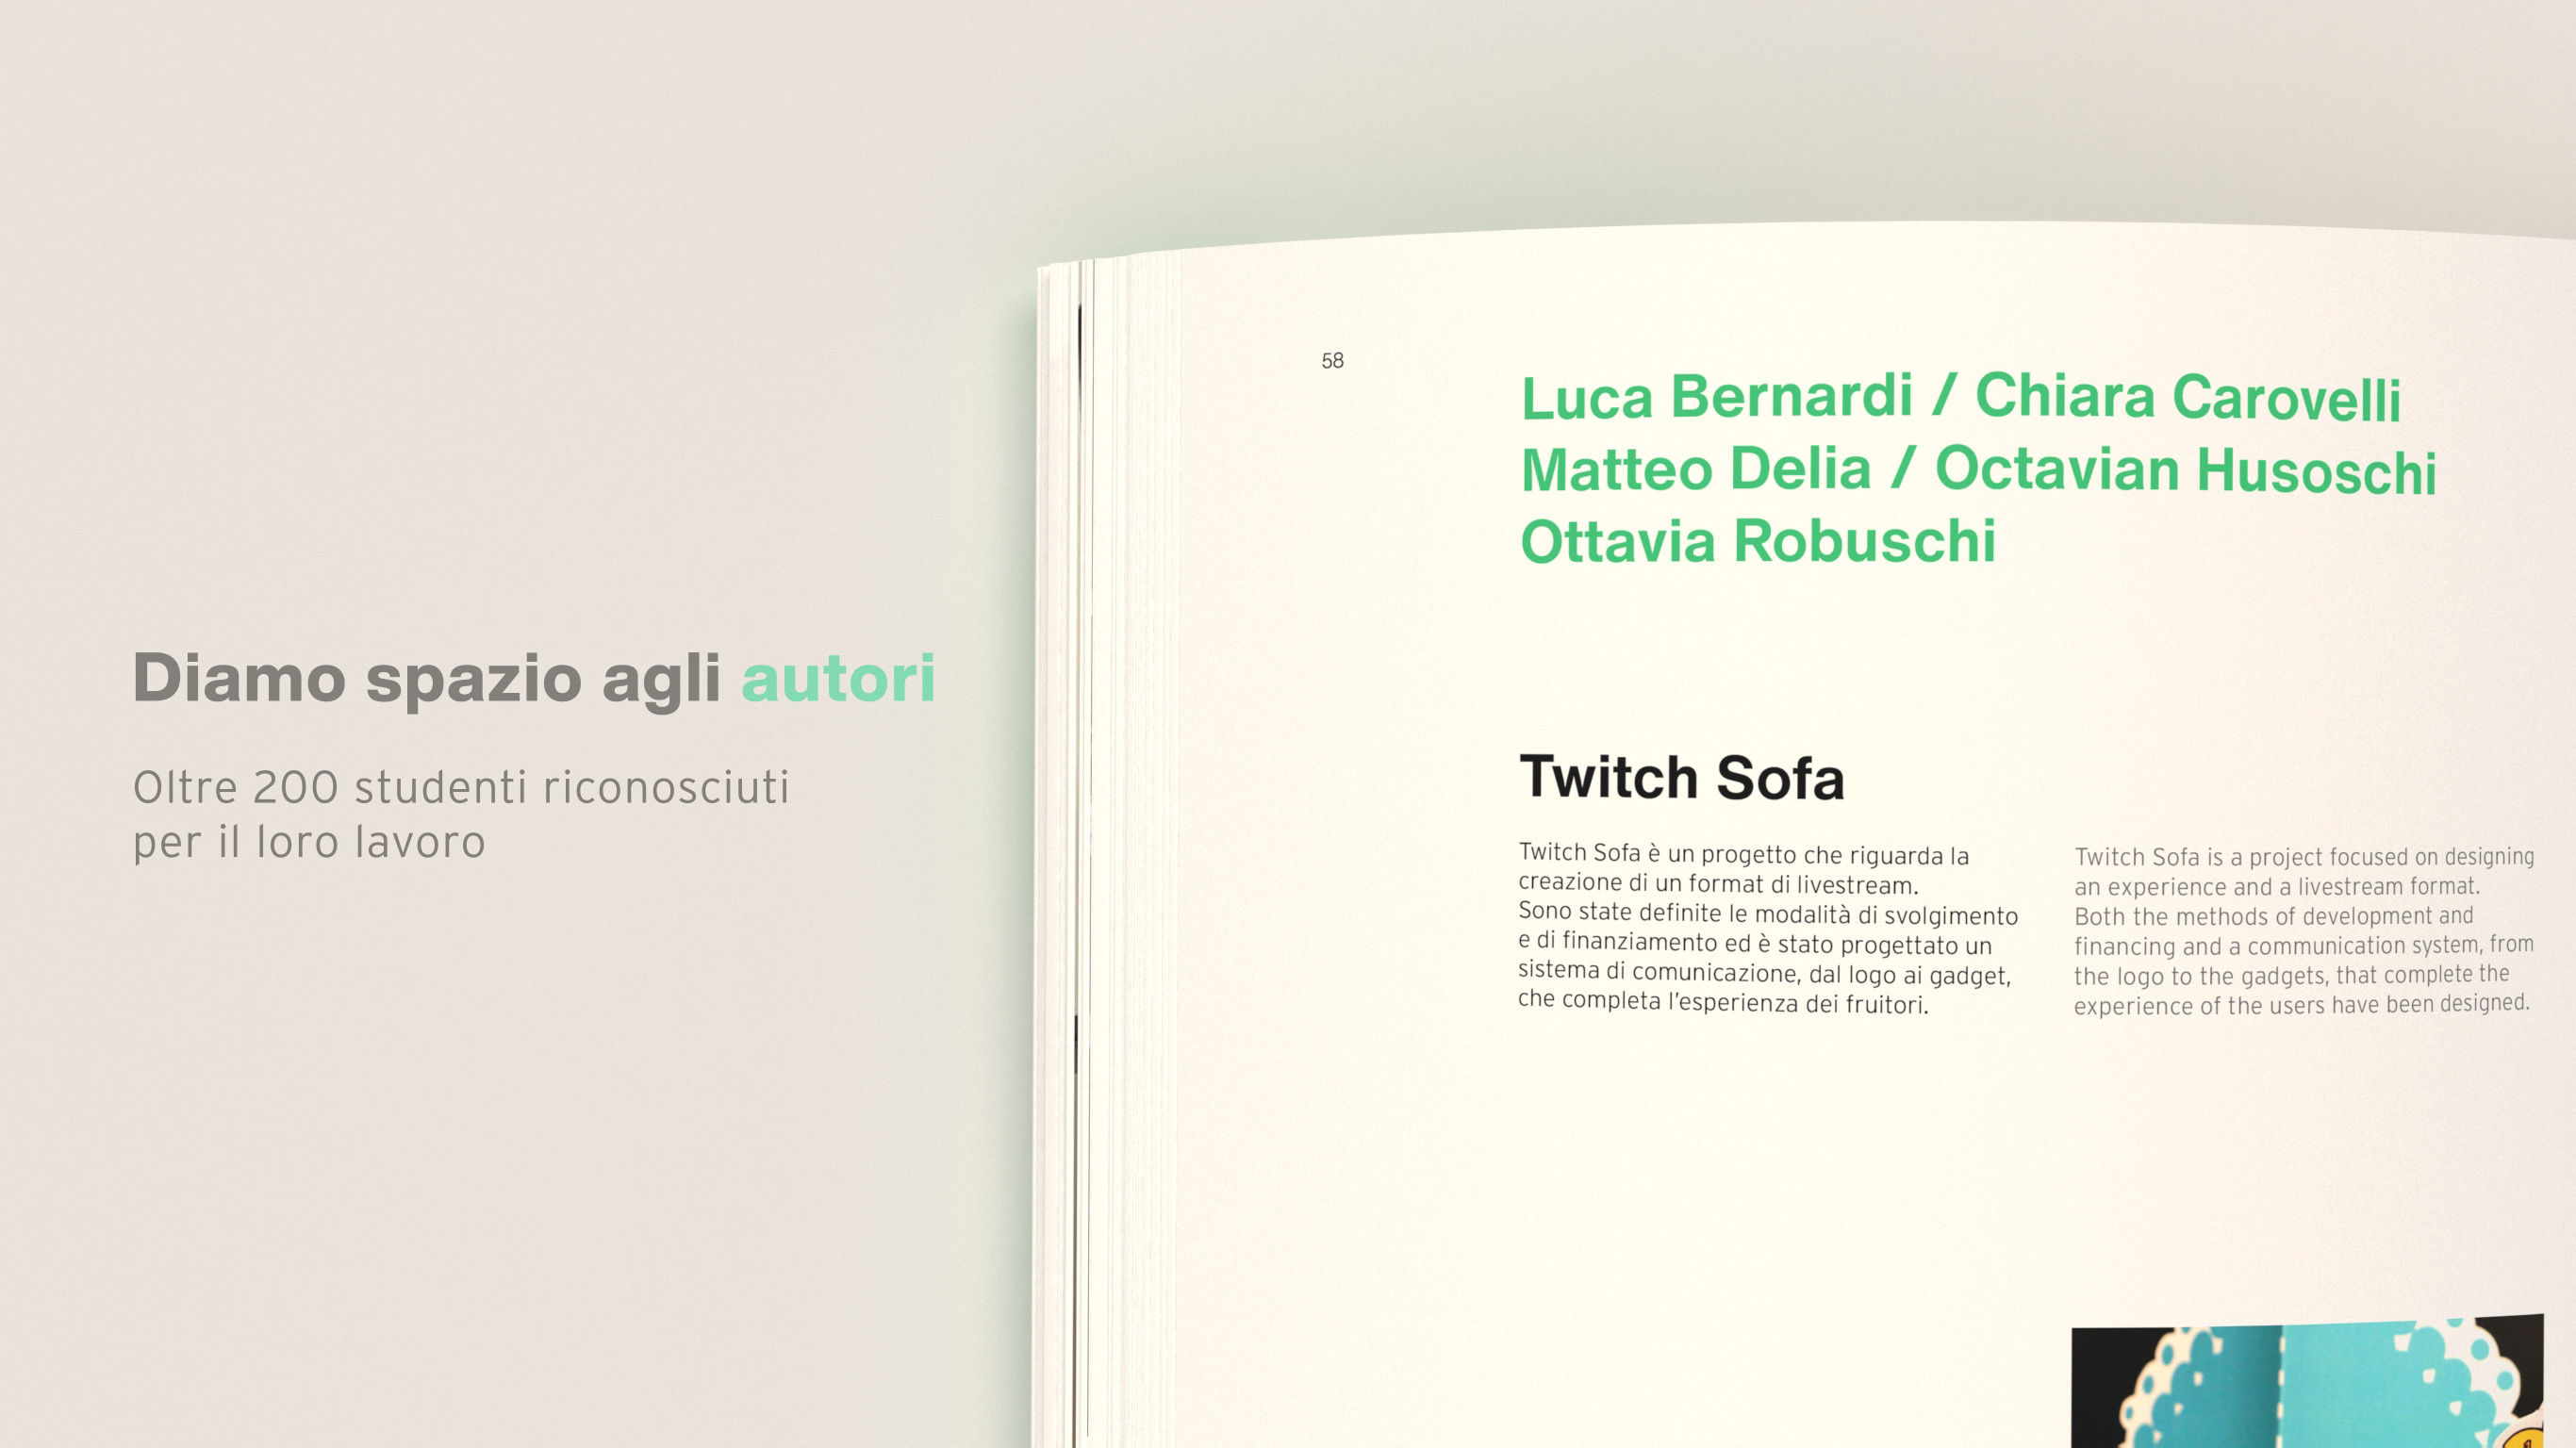 Diamo spazio agli autori
Oltre 200 studenti riconosciuti
per il loro lavoro
58
Luca Bernardi / Chiara Carovelli
Matteo Delia / Octavian Husoschi
Ottavia Robuschi
Twitch Sofa
Twitch Sofa è un progetto che riguarda la
creazione di un format di livestream.
Sono state definite le modalità di svolgimento
e di finanziamento ed è stato progettato un
sistema di comunicazione, dal logo ai gadget,
che completa l'esperienza dei fruitori.
Twitch Sofa is a project focused on designing
an experience and a livestream format.
Both the methods of development and
financing and a communication system, from
the logo to the gadgets, that complete the
experience of the users have been designed.